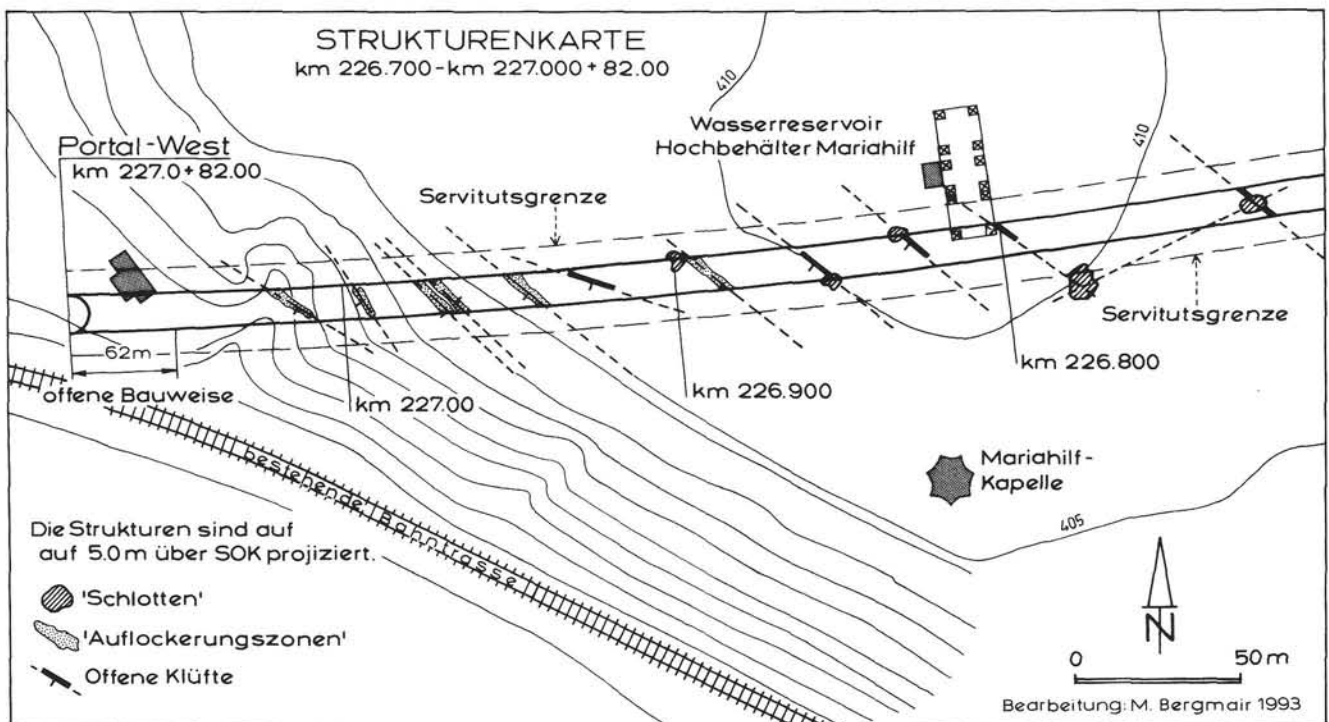 STRUKTURENKARTE
km 226.700-km 227.000 + 82.00
Portal-West
km 227.0 + 82.00
Servitutsgrenze
Wasserreservoir
Hochbehälter Mariahilf
410
410
62m
offene Bauweise
km 227.00
km 226.900
km 226.800
Servitutsgrenze
bestehende Bahntrasse
Mariahilf-
Kapelle
405
Die Strukturen sind auf
auf 5.0 m über SOK projiziert.
'Schlotten'
'Auflockerungszonen'
Offene Klüfte
N
0 50 m
Bearbeitung: M. Bergmair 1993